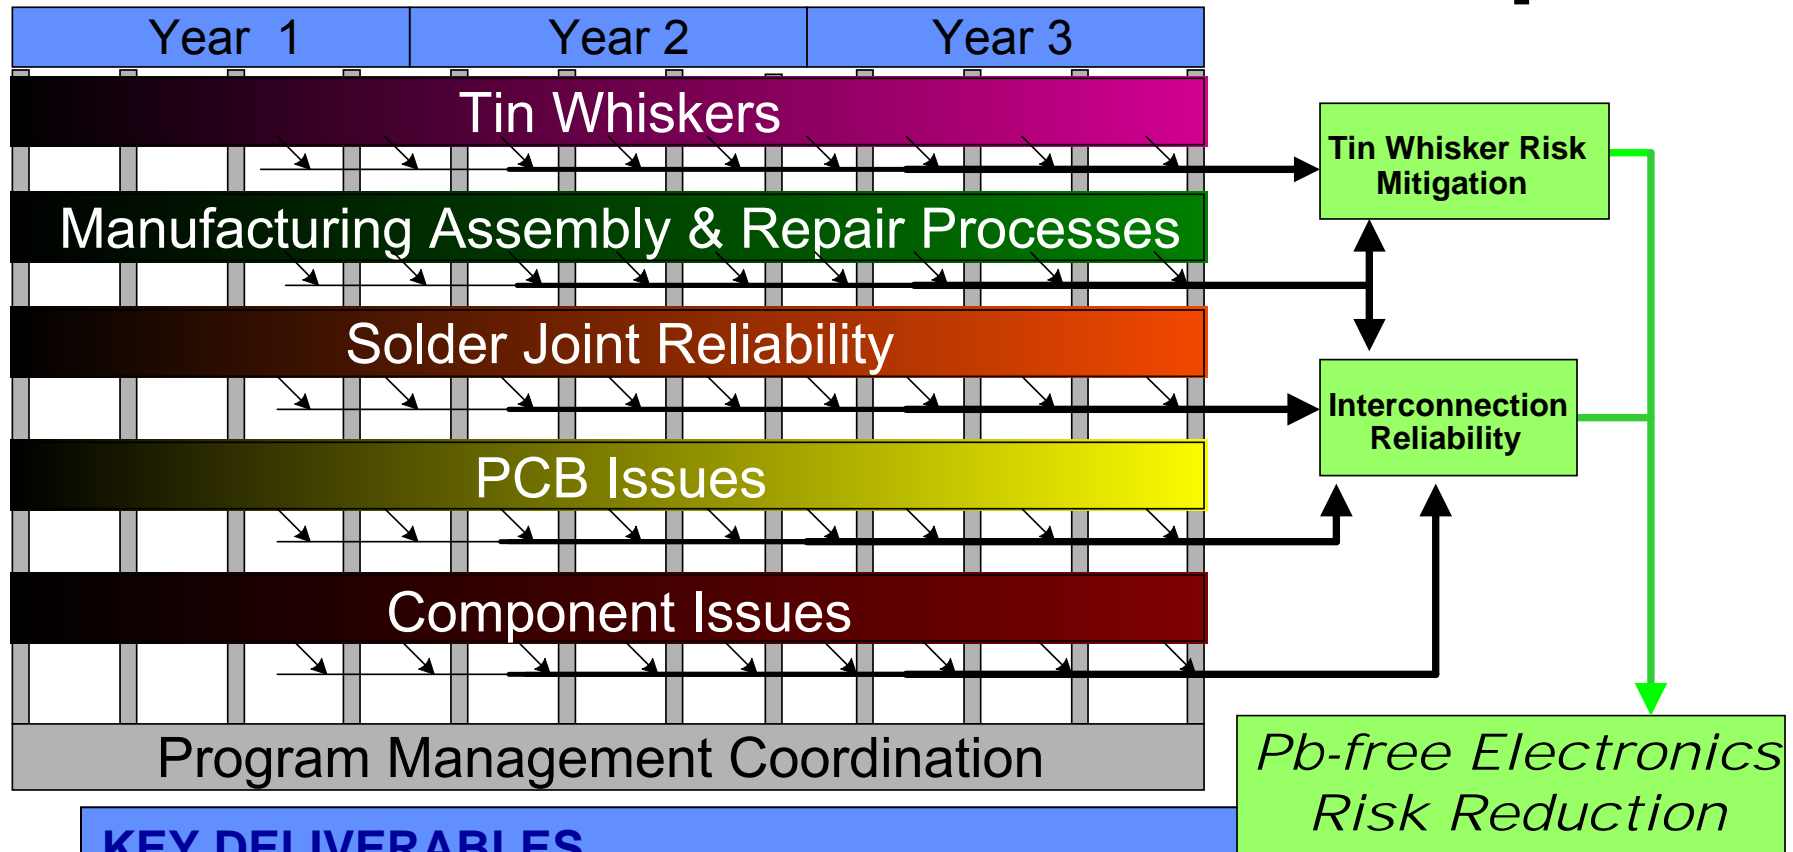 Year 1
Year 2
Year 3
Tin Whiskers
Manufacturing Assembly & Repair Processes
Solder Joint Reliability
PCB Issues
Component Issues
Program Management Coordination
Tin Whisker Risk
Mitigation
Interconnection
Reliability
Pb-free Electronics
Risk Reduction
KEY DELIVERABLES